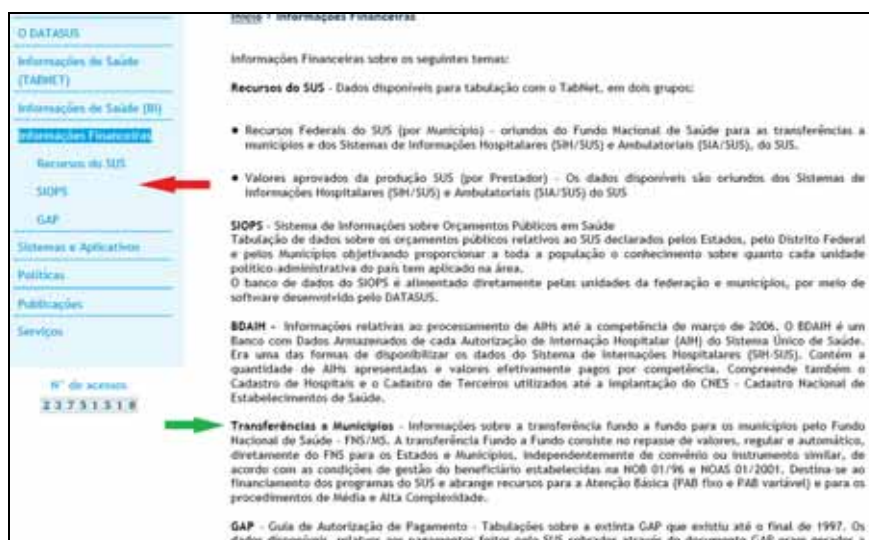 Início > Informações Financeiras
O DATASUS
Informações de Saúde
(TABNET)
Informações de Saúde (BI)
Informações Financeiras
Recursos do SUS
SIOPS
GAP
Sistemas e Aplicativos
Políticas
Publicações
Serviços
Nº de acessos
23751518
Informações Financeiras sobre os seguintes temas:
Recursos do SUS - Dados disponíveis para tabulação com o TabNet, em dois grupos:
• Recursos Federais do SUS (por Município) - oriundos do Fundo Nacional de Saúde para as transferências a
municípios e dos Sistemas de Informações Hospitalares (SIH/SUS) e Ambulatoriais (SIA/SUS), do SUS.
• Valores aprovados da produção SUS (por Prestador) - Os dados disponíveis são oriundos dos Sistemas de
Informações Hospitalares (SIH/SUS) e Ambulatoriais (SIA/SUS) do SUS
SIOPS - Sistema de Informações sobre Orçamentos Públicos em Saúde
Tabulação de dados sobre os orçamentos públicos relativos ao SUS declarados pelos Estados, pelo Distrito Federal
e pelos Municípios objetivando proporcionar a toda a população o conhecimento sobre quanto cada unidade
político-administrativa do país tem aplicado na área.
O banco de dados do SIOPS é alimentado diretamente pelas unidades da federação e municípios, por meio de
software desenvolvido pelo DATASUS.
BDAIH - Informações relativas ao processamento de AIHs até a competência de março de 2006. O BDAIH é um
Banco com Dados Armazenados de cada Autorização de Internação Hospitalar (AIH) do Sistema Único de Saúde.
Era uma das formas de disponibilizar os dados do Sistema de Internações Hospitalares (SIH-SUS). Contém a
quantidade de AIHs apresentadas e valores efetivamente pagos por competência. Compreende também o
Cadastro de Hospitais e o Cadastro de Terceiros utilizados até a implantação do CNES - Cadastro Nacional de
Estabelecimentos de Saúde.
Transferências a Municípios - Informações sobre a transferência fundo a fundo para os municípios pelo Fundo
Nacional de Saúde - FNS/MS. A transferência Fundo a Fundo consiste no repasse de valores, regular e automático,
diretamente do FNS para os Estados e Municípios, independentemente de convênio ou instrumento similar, de
acordo com as condições de gestão do beneficiário estabelecidas na NOB 01/96 e NOAS 01/2001. Destina-se ao
financiamento dos programas do SUS e abrange recursos para a Atenção Básica (PAB fixo e PAB variável) e para os
procedimentos de Média e Alta Complexidade.
GAP - Guia de Autorização de Pagamento - Tabulações sobre a extinta GAP que existiu até o final de 1997. Os
dados disponíveis, relativos aos pagamentos feitos pelo SUS cobrados através do documento GAP eram gerados a